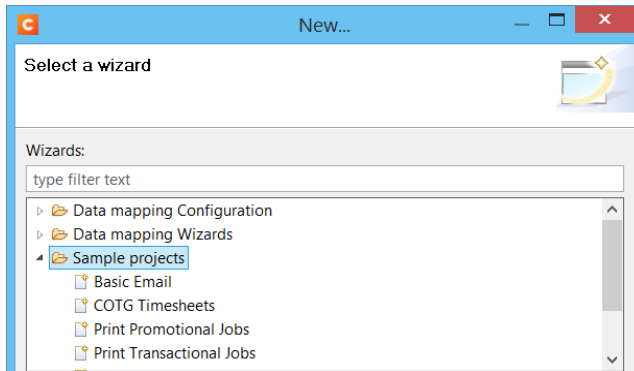 C
New...
Select a wizard
Wizards:
type filter text
Data mapping Configuration
Data mapping Wizards
Sample projects
Basic Email
COTG Timesheets
Print Promotional Jobs
Print Transactional Jobs